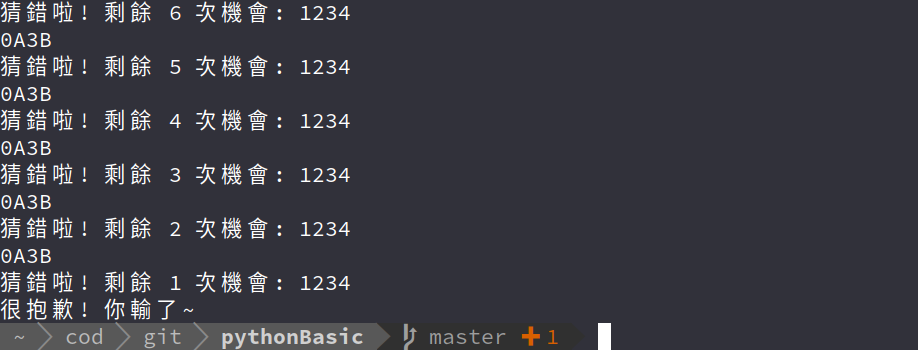 猜錯啦! 剩餘 6 次機會: 1234
0A3B
猜錯啦! 剩餘 5 次機會: 1234
0A3B
猜錯啦! 剩餘 4 次機會: 1234
0A3B
猜錯啦! 剩餘 3 次機會: 1234
0A3B
猜錯啦! 剩餘 2 次機會: 1234
0A3B
猜錯啦! 剩餘 1 次機會: 1234
很抱歉! 你輸了~
~ cod git pythonBasic master +1